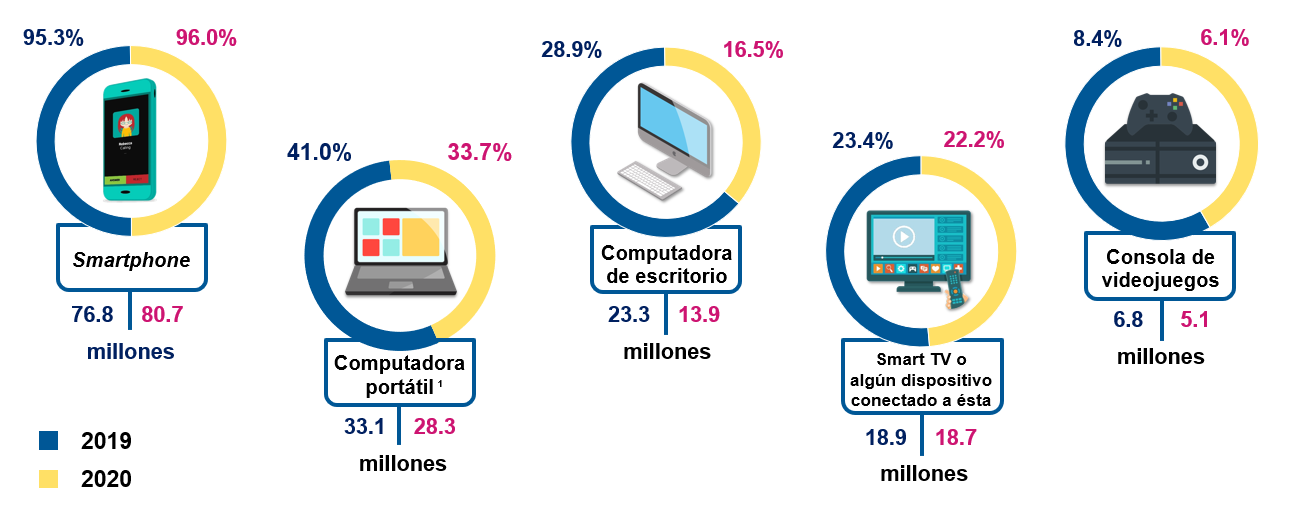 95.3% 96.0%
Smartphone
76.8 80.7
millones
41.0% 33.7%
Computadora
portátil ¹
33.1 28.3
millones
28.9% 16.5%
Computadora
de escritorio
23.3 13.9
millones
23.4% 22.2%
Smart TV o
algún dispositivo
conectado a ésta
18.9 18.7
millones
8.4% 6.1%
Consola de
videojuegos
6.8 5.1
millones
2019
2020